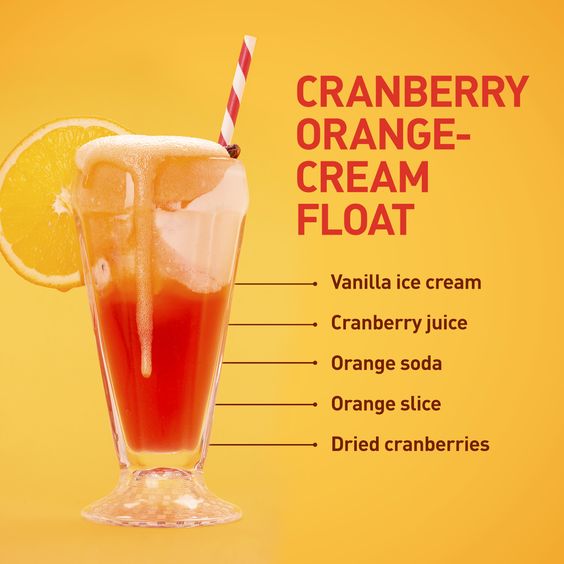 CRANBERRY
ORANGE-
CREAM
FLOAT
Vanilla ice cream
Cranberry juice
Orange soda
Orange slice
Dried cranberries